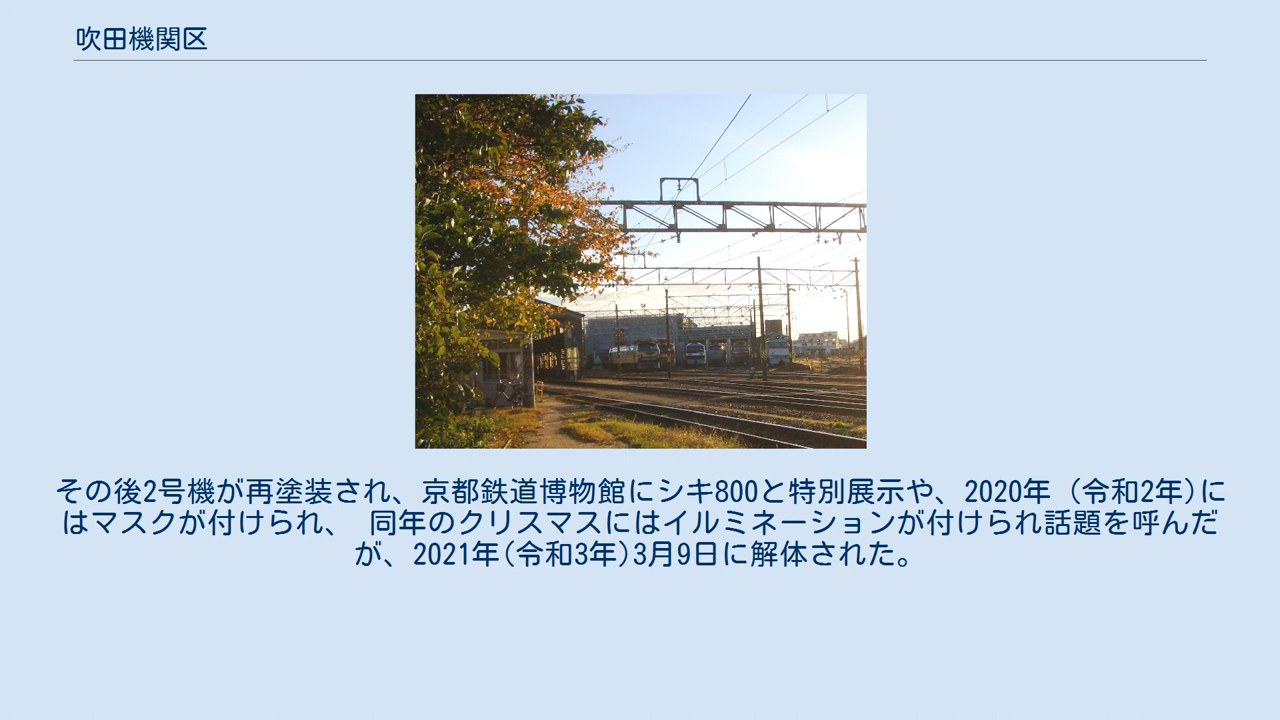 吹田機関区
その後2号機が再塗装され、京都鉄道博物館にシキ800と特別展示や、2020年 (令和2年)に
はマスクが付けられ、 同年のクリスマスにはイルミネーションが付けられ話題を呼んだ
が、2021年(令和3年)3月9日に解体された。